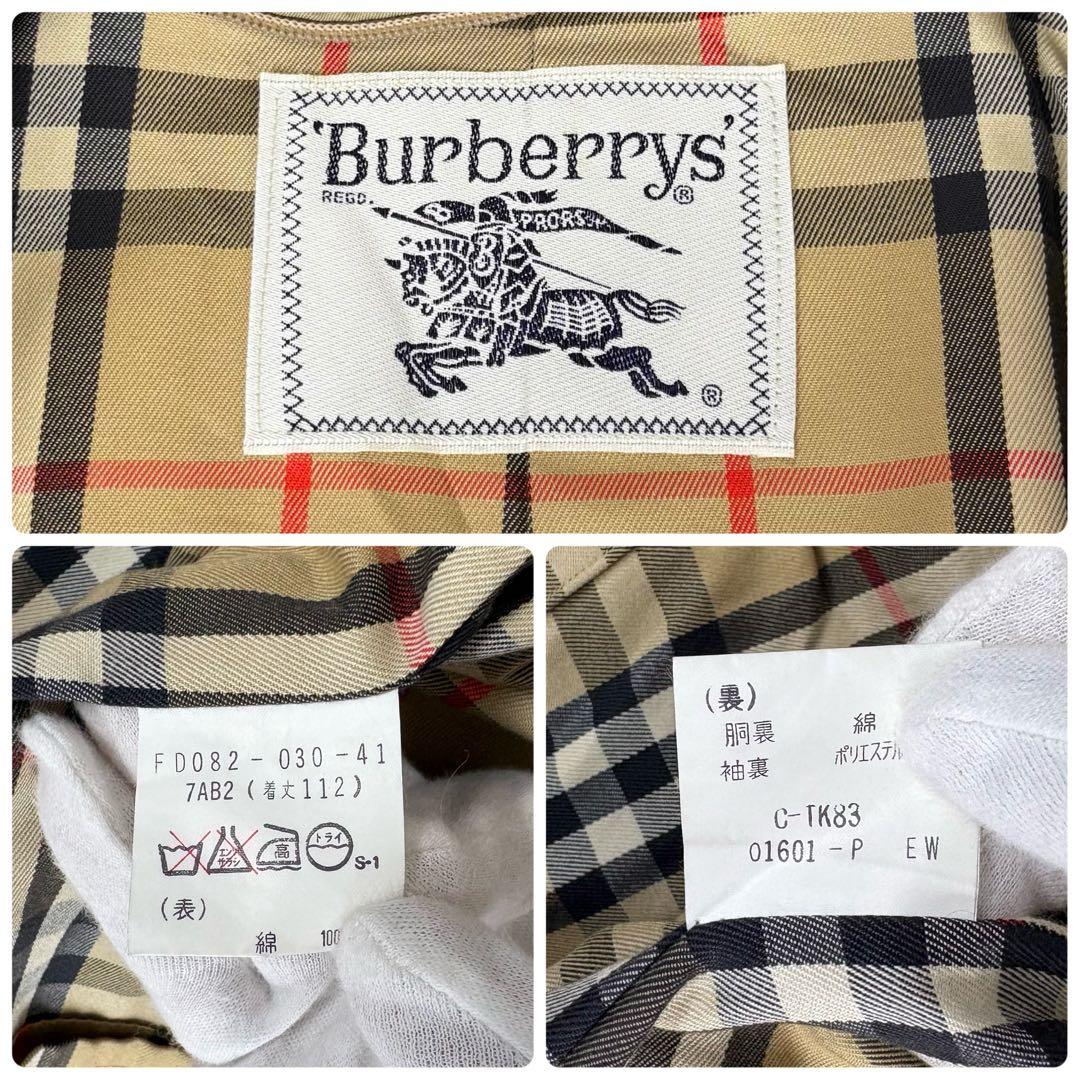 'Burberrys'
REGD.
®
PRORSUM
®
FD082-030-41
7AB2(着丈112)
エンソ
サラシ
高
ドライ
S-1
(表)
綿 100
(裏)
胴裏 綿
袖裏 ポリエステル
C-TK83
01601-P EW